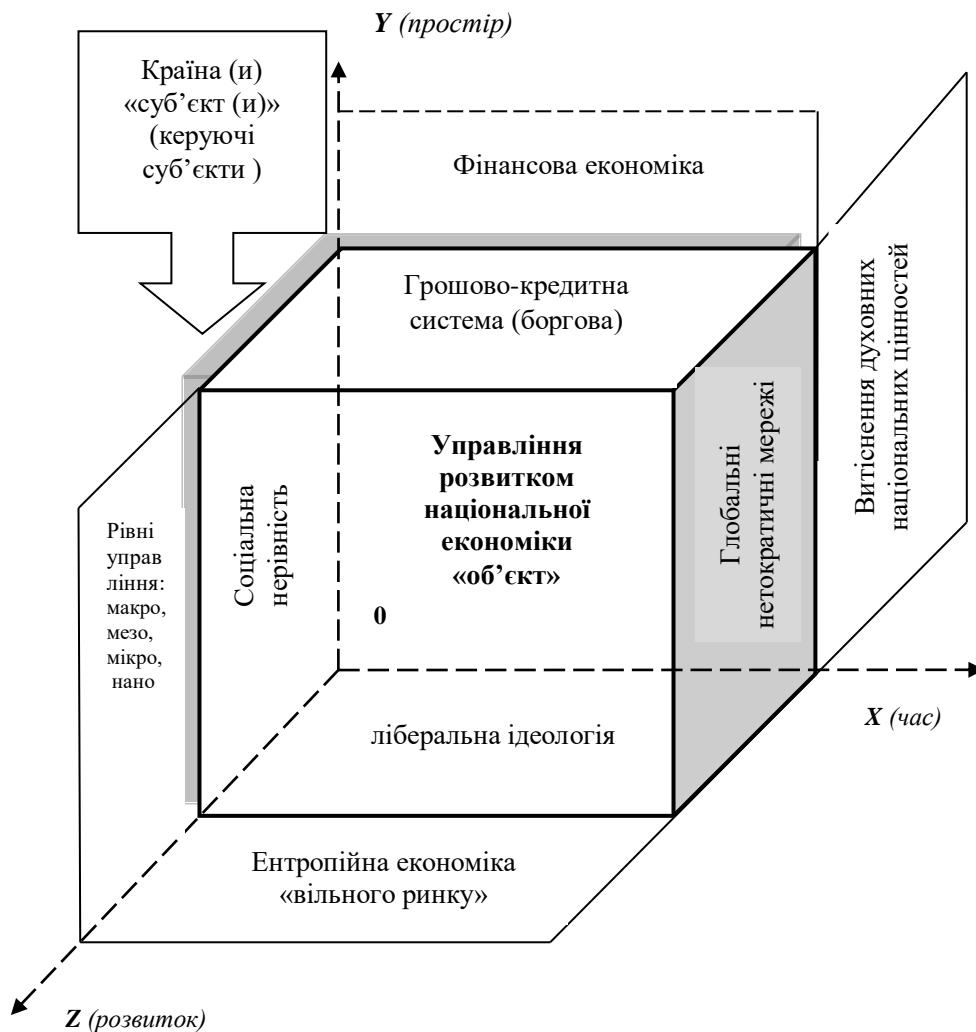 Y (простір)
Країна (и)
«суб’єкт (и)»
(керуючі
суб’єкти )
Фінансова економіка
Грошово-кредитна
система (боргова)
Витіснення духовних
національних цінностей
Управління
розвитком
національної
економіки
«об’єкт»
Глобальні
нетократичні мережі
Соціальна
нерівність
Рівні
управ
ління:
макро,
мезо,
мікро,
нано
0
X (час)
ліберальна ідеологія
Ентропійна економіка
«вільного ринку»
Z (розвиток)